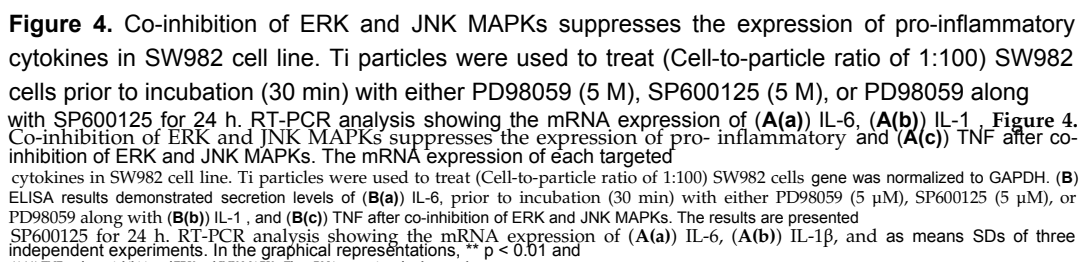 Figure 4. Co-inhibition of ERK and JNK MAPKs suppresses the expression of pro-inflammatory
cytokines in SW982 cell line. Ti particles were used to treat (Cell-to-particle ratio of 1:100) SW982
cells prior to incubation (30 min) with either PD98059 (5 M), SP600125 (5 M), or PD98059 along
with SP600125 for 24 h. RT-PCR analysis showing the mRNA expression of (A(a)) IL-6, (A(b)) IL-1 , Figure 4.
Co-inhibition of ERK and JNK MAPKs suppresses the expression of pro- inflammatory and (A(c)) TNF after co-
inhibition of ERK and JNK MAPKs. The mRNA expression of each targeted
cytokines in SW982 cell line. Ti particles were used to treat (Cell-to-particle ratio of 1:100) SW982 cells gene was normalized to GAPDH. (B)
ELISA results demonstrated secretion levels of (B(a)) IL-6, prior to incubation (30 min) with either PD98059 (5 µM), SP600125 (5 µM), or
PD98059 along with (B(b)) IL-1 , and (B(c)) TNF after co-inhibition of ERK and JNK MAPKs. The results are presented
SP600125 for 24 h. RT-PCR analysis showing the mRNA expression of (A(a)) IL-6, (A(b)) IL-1β, and as means SDs of three
independent experiments. In the graphical representations, ** p < 0.01 and